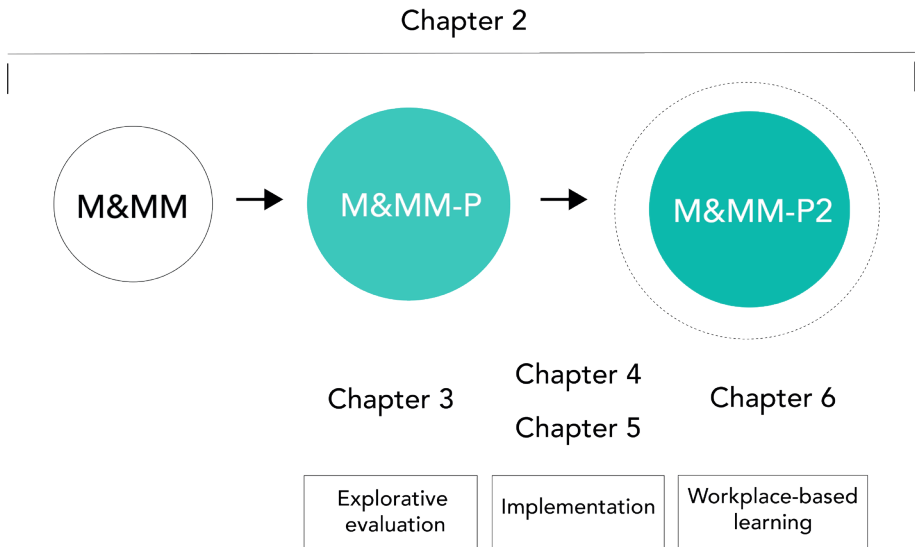 Chapter 2
M&MM
M&MM-P
M&MM-P2
Chapter 3
Chapter 4
Chapter 5
Chapter 6
Explorative
evaluation
Implementation
Workplace-based
learning